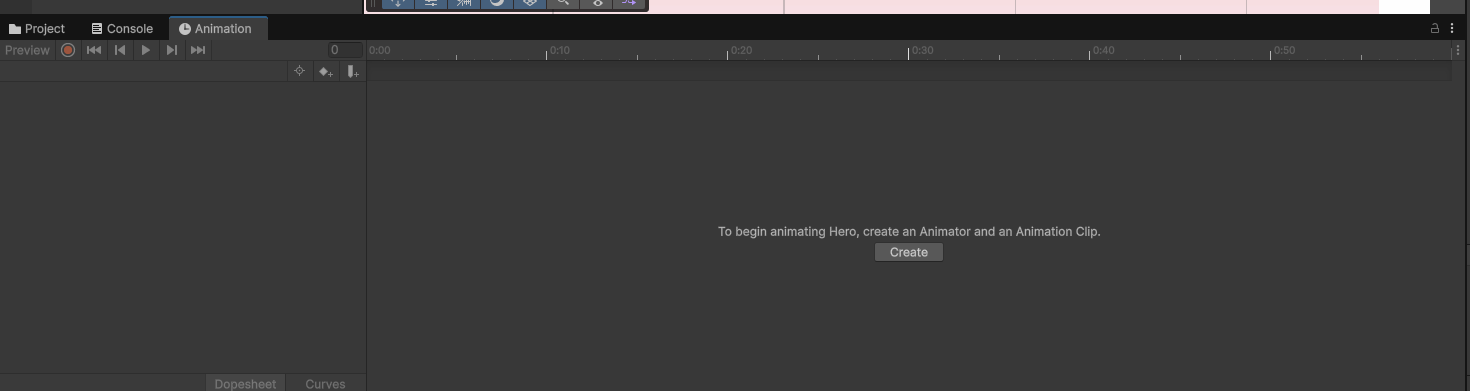 Project Console Animation
Preview 0 0:00 0:10 0:20 0:30 0:40 0:50
To begin animating Hero, create an Animator and an Animation Clip.
Create
Dopesheet Curves